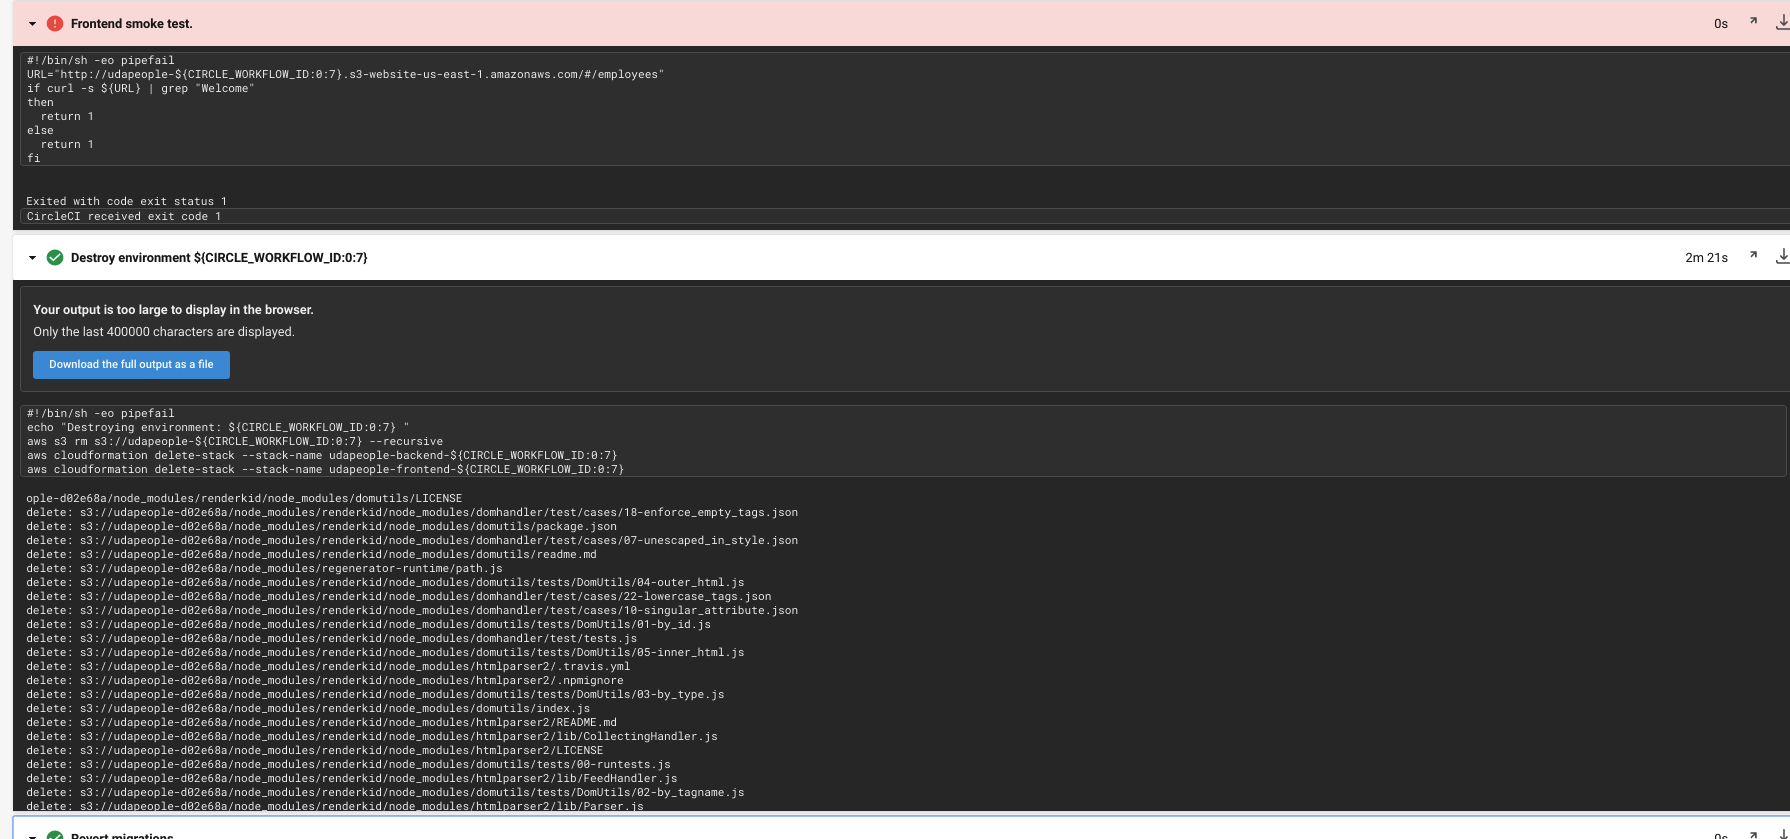 Frontend smoke test.
0s
#!/bin/sh -eo pipefail
URL="http://udapeople-${CIRCLE_WORKFLOW_ID:0:7}.s3-website-us-east-1.amazonaws.com/#/employees"
if curl -s ${URL} | grep "Welcome"
then
  return 1
else
  return 1
fi
Exited with code exit status 1
CircleCI received exit code 1
Destroy environment ${CIRCLE_WORKFLOW_ID:0:7}
2m 21s
Your output is too large to display in the browser.
Only the last 400000 characters are displayed.
Download the full output as a file
#!/bin/sh -eo pipefail
echo "Destroying environment: ${CIRCLE_WORKFLOW_ID:0:7} "
aws s3 rm s3://udapeople-${CIRCLE_WORKFLOW_ID:0:7} --recursive
aws cloudformation delete-stack --stack-name udapeople-backend-${CIRCLE_WORKFLOW_ID:0:7}
aws cloudformation delete-stack --stack-name udapeople-frontend-${CIRCLE_WORKFLOW_ID:0:7}
ople-d02e68a/node_modules/renderkid/node_modules/domutils/LICENSE
delete: s3://udapeople-d02e68a/node_modules/renderkid/node_modules/domhandler/test/cases/18-enforce_empty_tags.json
delete: s3://udapeople-d02e68a/node_modules/renderkid/node_modules/domutils/package.json
delete: s3://udapeople-d02e68a/node_modules/renderkid/node_modules/domhandler/test/cases/07-unescaped_in_style.json
delete: s3://udapeople-d02e68a/node_modules/renderkid/node_modules/domutils/readme.md
delete: s3://udapeople-d02e68a/node_modules/regenerator-runtime/path.js
delete: s3://udapeople-d02e68a/node_modules/renderkid/node_modules/domutils/tests/DomUtils/04-outer_html.js
delete: s3://udapeople-d02e68a/node_modules/renderkid/node_modules/domhandler/test/cases/22-lowercase_tags.json
delete: s3://udapeople-d02e68a/node_modules/renderkid/node_modules/domhandler/test/cases/10-singular_attribute.json
delete: s3://udapeople-d02e68a/node_modules/renderkid/node_modules/domutils/tests/DomUtils/01-by_id.js
delete: s3://udapeople-d02e68a/node_modules/renderkid/node_modules/domhandler/test/tests.js
delete: s3://udapeople-d02e68a/node_modules/renderkid/node_modules/domutils/tests/DomUtils/05-inner_html.js
delete: s3://udapeople-d02e68a/node_modules/renderkid/node_modules/htmlparser2/.travis.yml
delete: s3://udapeople-d02e68a/node_modules/renderkid/node_modules/htmlparser2/.npmignore
delete: s3://udapeople-d02e68a/node_modules/renderkid/node_modules/domutils/tests/DomUtils/03-by_type.js
delete: s3://udapeople-d02e68a/node_modules/renderkid/node_modules/domutils/index.js
delete: s3://udapeople-d02e68a/node_modules/renderkid/node_modules/htmlparser2/README.md
delete: s3://udapeople-d02e68a/node_modules/renderkid/node_modules/htmlparser2/lib/CollectingHandler.js
delete: s3://udapeople-d02e68a/node_modules/renderkid/node_modules/htmlparser2/LICENSE
delete: s3://udapeople-d02e68a/node_modules/renderkid/node_modules/domutils/tests/00-runtests.js
delete: s3://udapeople-d02e68a/node_modules/renderkid/node_modules/htmlparser2/lib/FeedHandler.js
delete: s3://udapeople-d02e68a/node_modules/renderkid/node_modules/domutils/tests/DomUtils/02-by_tagname.js
delete: s3://udapeople-d02e68a/node_modules/renderkid/node_modules/htmlparser2/lib/Parser.js
Revert migrations
0s